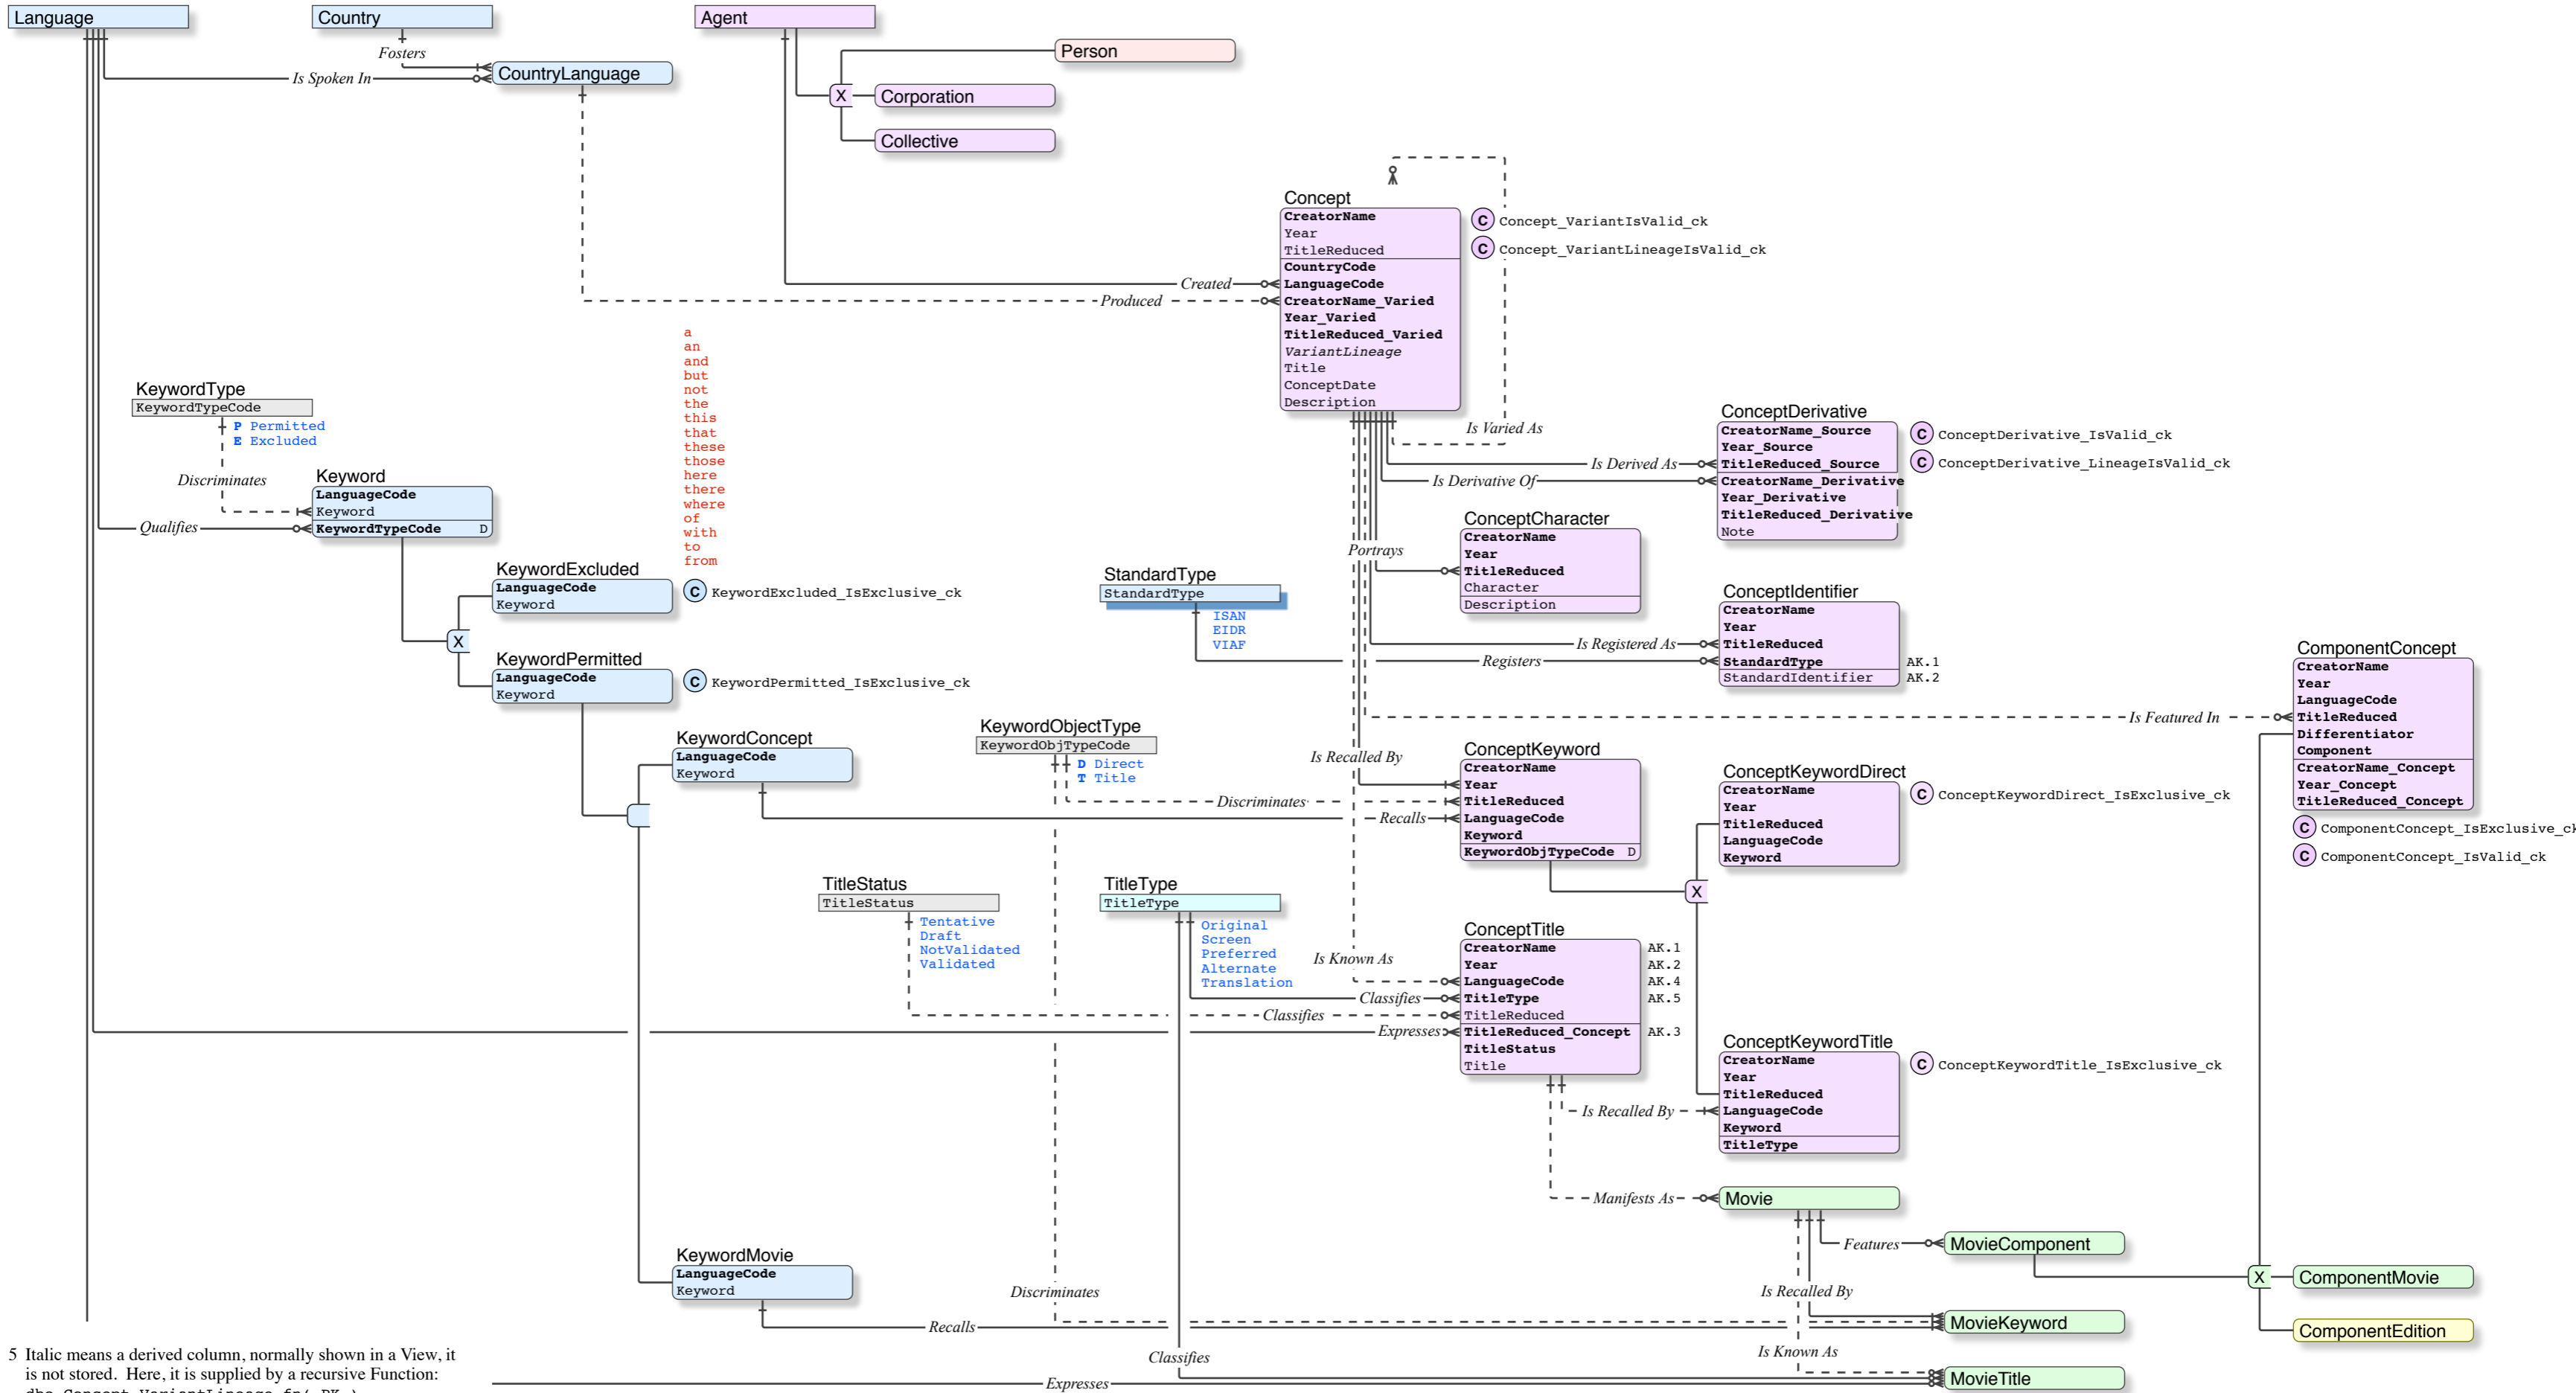 Language
Country
Agent
Fosters
Is Spoken In
CountryLanguage
Person
X
Corporation
Collective
Concept
CreatorName
Year
TitleReduced
CountryCode
LanguageCode
CreatorName_Varied
Year_Varied
TitleReduced_Varied
VariantLineage
Title
ConceptDate
Description
C Concept_VariantIsValid_ck
C Concept_VariantLineageIsValid_ck
Created
Produced
Is Varied As
a
an
and
but
not
the
this
that
these
those
here
there
where
of
with
to
from
KeywordType
KeywordTypeCode
P Permitted
E Excluded
Discriminates
Qualifies
Keyword
LanguageCode
Keyword
KeywordTypeCode D
X
KeywordExcluded
LanguageCode
Keyword
C KeywordExcluded_IsExclusive_ck
KeywordPermitted
LanguageCode
Keyword
C KeywordPermitted_IsExclusive_ck
ConceptDerivative
CreatorName_Source
Year_Source
TitleReduced_Source
CreatorName_Derivative
Year_Derivative
TitleReduced_Derivative
Note
C ConceptDerivative_IsValid_ck
C ConceptDerivative_LineageIsValid_ck
Is Derived As
Is Derivative Of
Portrays
ConceptCharacter
CreatorName
Year
TitleReduced
Character
Description
StandardType
StandardType
ISAN
EIDR
VIAF
Is Registered As
Registers
ConceptIdentifier
CreatorName
Year
TitleReduced
StandardType AK.1
StandardIdentifier AK.2
ComponentConcept
CreatorName
Year
LanguageCode
TitleReduced
Differentiator
Component
CreatorName_Concept
Year_Concept
TitleReduced_Concept
C ComponentConcept_IsExclusive_ck
C ComponentConcept_IsValid_ck
Is Featured In
KeywordConcept
LanguageCode
Keyword
KeywordObjectType
KeywordObjTypeCode
D Direct
T Title
Is Recalled By
Discriminates
Recalls
ConceptKeyword
CreatorName
Year
TitleReduced
LanguageCode
Keyword
KeywordObjTypeCode D
X
ConceptKeywordDirect
CreatorName
Year
TitleReduced
LanguageCode
Keyword
C ConceptKeywordDirect_IsExclusive_ck
TitleStatus
TitleStatus
Tentative
Draft
NotValidated
Validated
TitleType
TitleType
Original
Screen
Preferred
Alternate
Translation
Is Known As
Classifies
Classifies
Expresses
ConceptTitle
CreatorName AK.1
Year AK.2
LanguageCode AK.4
TitleType AK.5
TitleReduced
TitleReduced_Concept AK.3
TitleStatus
Title
ConceptKeywordTitle
CreatorName
Year
TitleReduced
LanguageCode
Keyword
TitleType
C ConceptKeywordTitle_IsExclusive_ck
Is Recalled By
Manifests As
Movie
Features
MovieComponent
X
ComponentMovie
ComponentEdition
KeywordMovie
LanguageCode
Keyword
Discriminates
Is Recalled By
Recalls
MovieKeyword
Classifies
Is Known As
Expresses
MovieTitle
5 Italic means a derived column, normally shown in a View, it
is not stored. Here, it is supplied by a recursive Function:
dbo.Concept_VariantLineage_fn( PK )